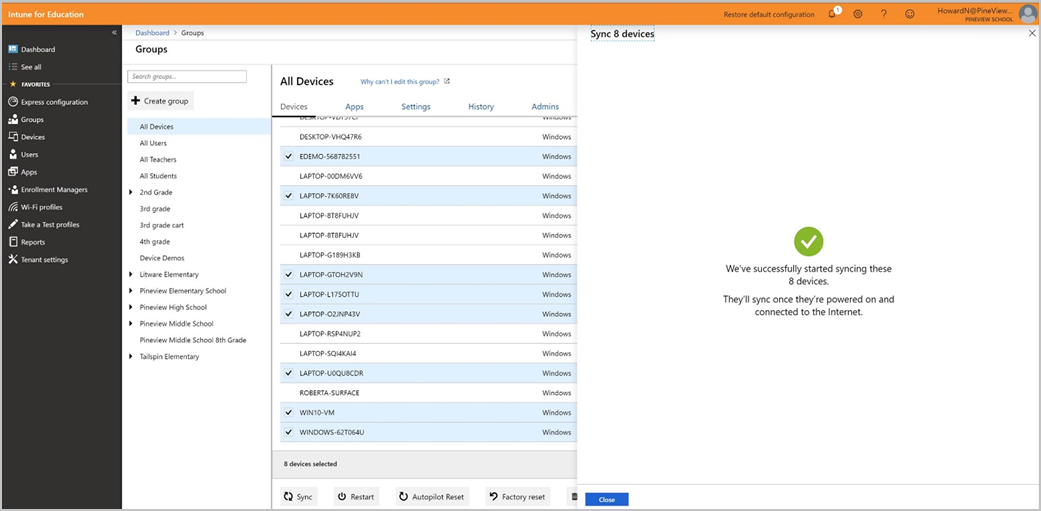 Intune for Education
Restore default configuration
1
?
HowardN@PineView...
PINEVIEW SCHOOL
«
Dashboard
See all
FAVORITES
Express configuration
Groups
Devices
Users
Apps
Enrollment Managers
Wi-Fi profiles
Take a Test profiles
Reports
Tenant settings
Dashboard > Groups
Groups
Search groups...
Create group
All Devices
All Users
All Teachers
All Students
2nd Grade
3rd grade
3rd grade cart
4th grade
Device Demos
Litware Elementary
Pineview Elementary School
Pineview High School
Pineview Middle School
Pineview Middle School 8th Grade
Tailspin Elementary
All Devices
Why can't I edit this group?
Devices Apps Settings History Admins
Windows
DESKTOP-VHQ47R6 Windows
EDEMO-5687B2551 Windows
LAPTOP-00DM6VV6 Windows
LAPTOP-7K60RE8V Windows
LAPTOP-8T8FUHJV Windows
LAPTOP-8T8FUHJV Windows
LAPTOP-G189H3KB Windows
LAPTOP-GTOH2V9N Windows
LAPTOP-L175OTTU Windows
LAPTOP-O2JNP43V Windows
LAPTOP-RSP4NUP2 Windows
LAPTOP-SQI4KAI4 Windows
LAPTOP-U0QU8CDR Windows
ROBERTA-SURFACE Windows
WIN10-VM Windows
WINDOWS-62T064U Windows
8 devices selected
Sync Restart Autopilot Reset Factory reset
Sync 8 devices
We've successfully started syncing these
8 devices.
They'll sync once they're powered on and
connected to the Internet.
Close